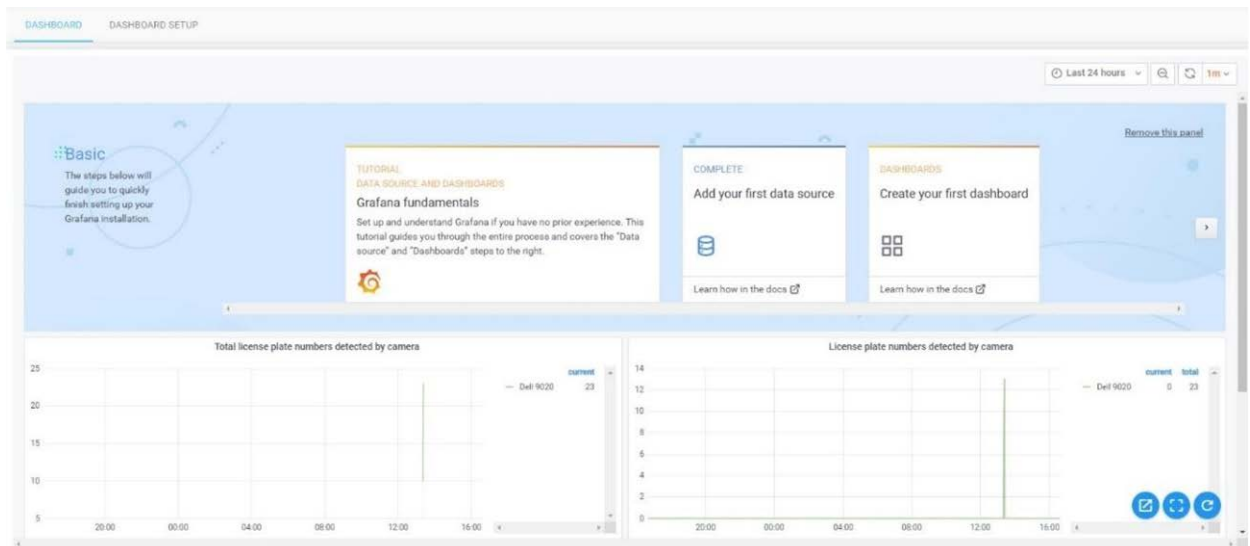 DASHBOARD DASHBOARD SETUP
Last 24 hours 1m
Remove this panel
Basic
The steps below will
guide you to quickly
finish setting up your
Grafana installation.
TUTORIAL
DATA SOURCE AND DASHBOARDS
Grafana fundamentals
Set up and understand Grafana if you have no prior experience. This
tutorial guides you through the entire process and covers the "Data
source" and "Dashboards" steps to the right.
COMPLETE
Add your first data source
Learn how in the docs
DASHBOARDS
Create your first dashboard
Learn how in the docs
Total license plate numbers detected by camera
25
20
15
10
5
20:00 00:00 04:00 08:00 12:00 16:00
current
Dell 9020 23
License plate numbers detected by camera
14
12
10
8
6
4
2
0
20:00 00:00 04:00 08:00 12:00 16:00
current total
Dell 9020 0 23